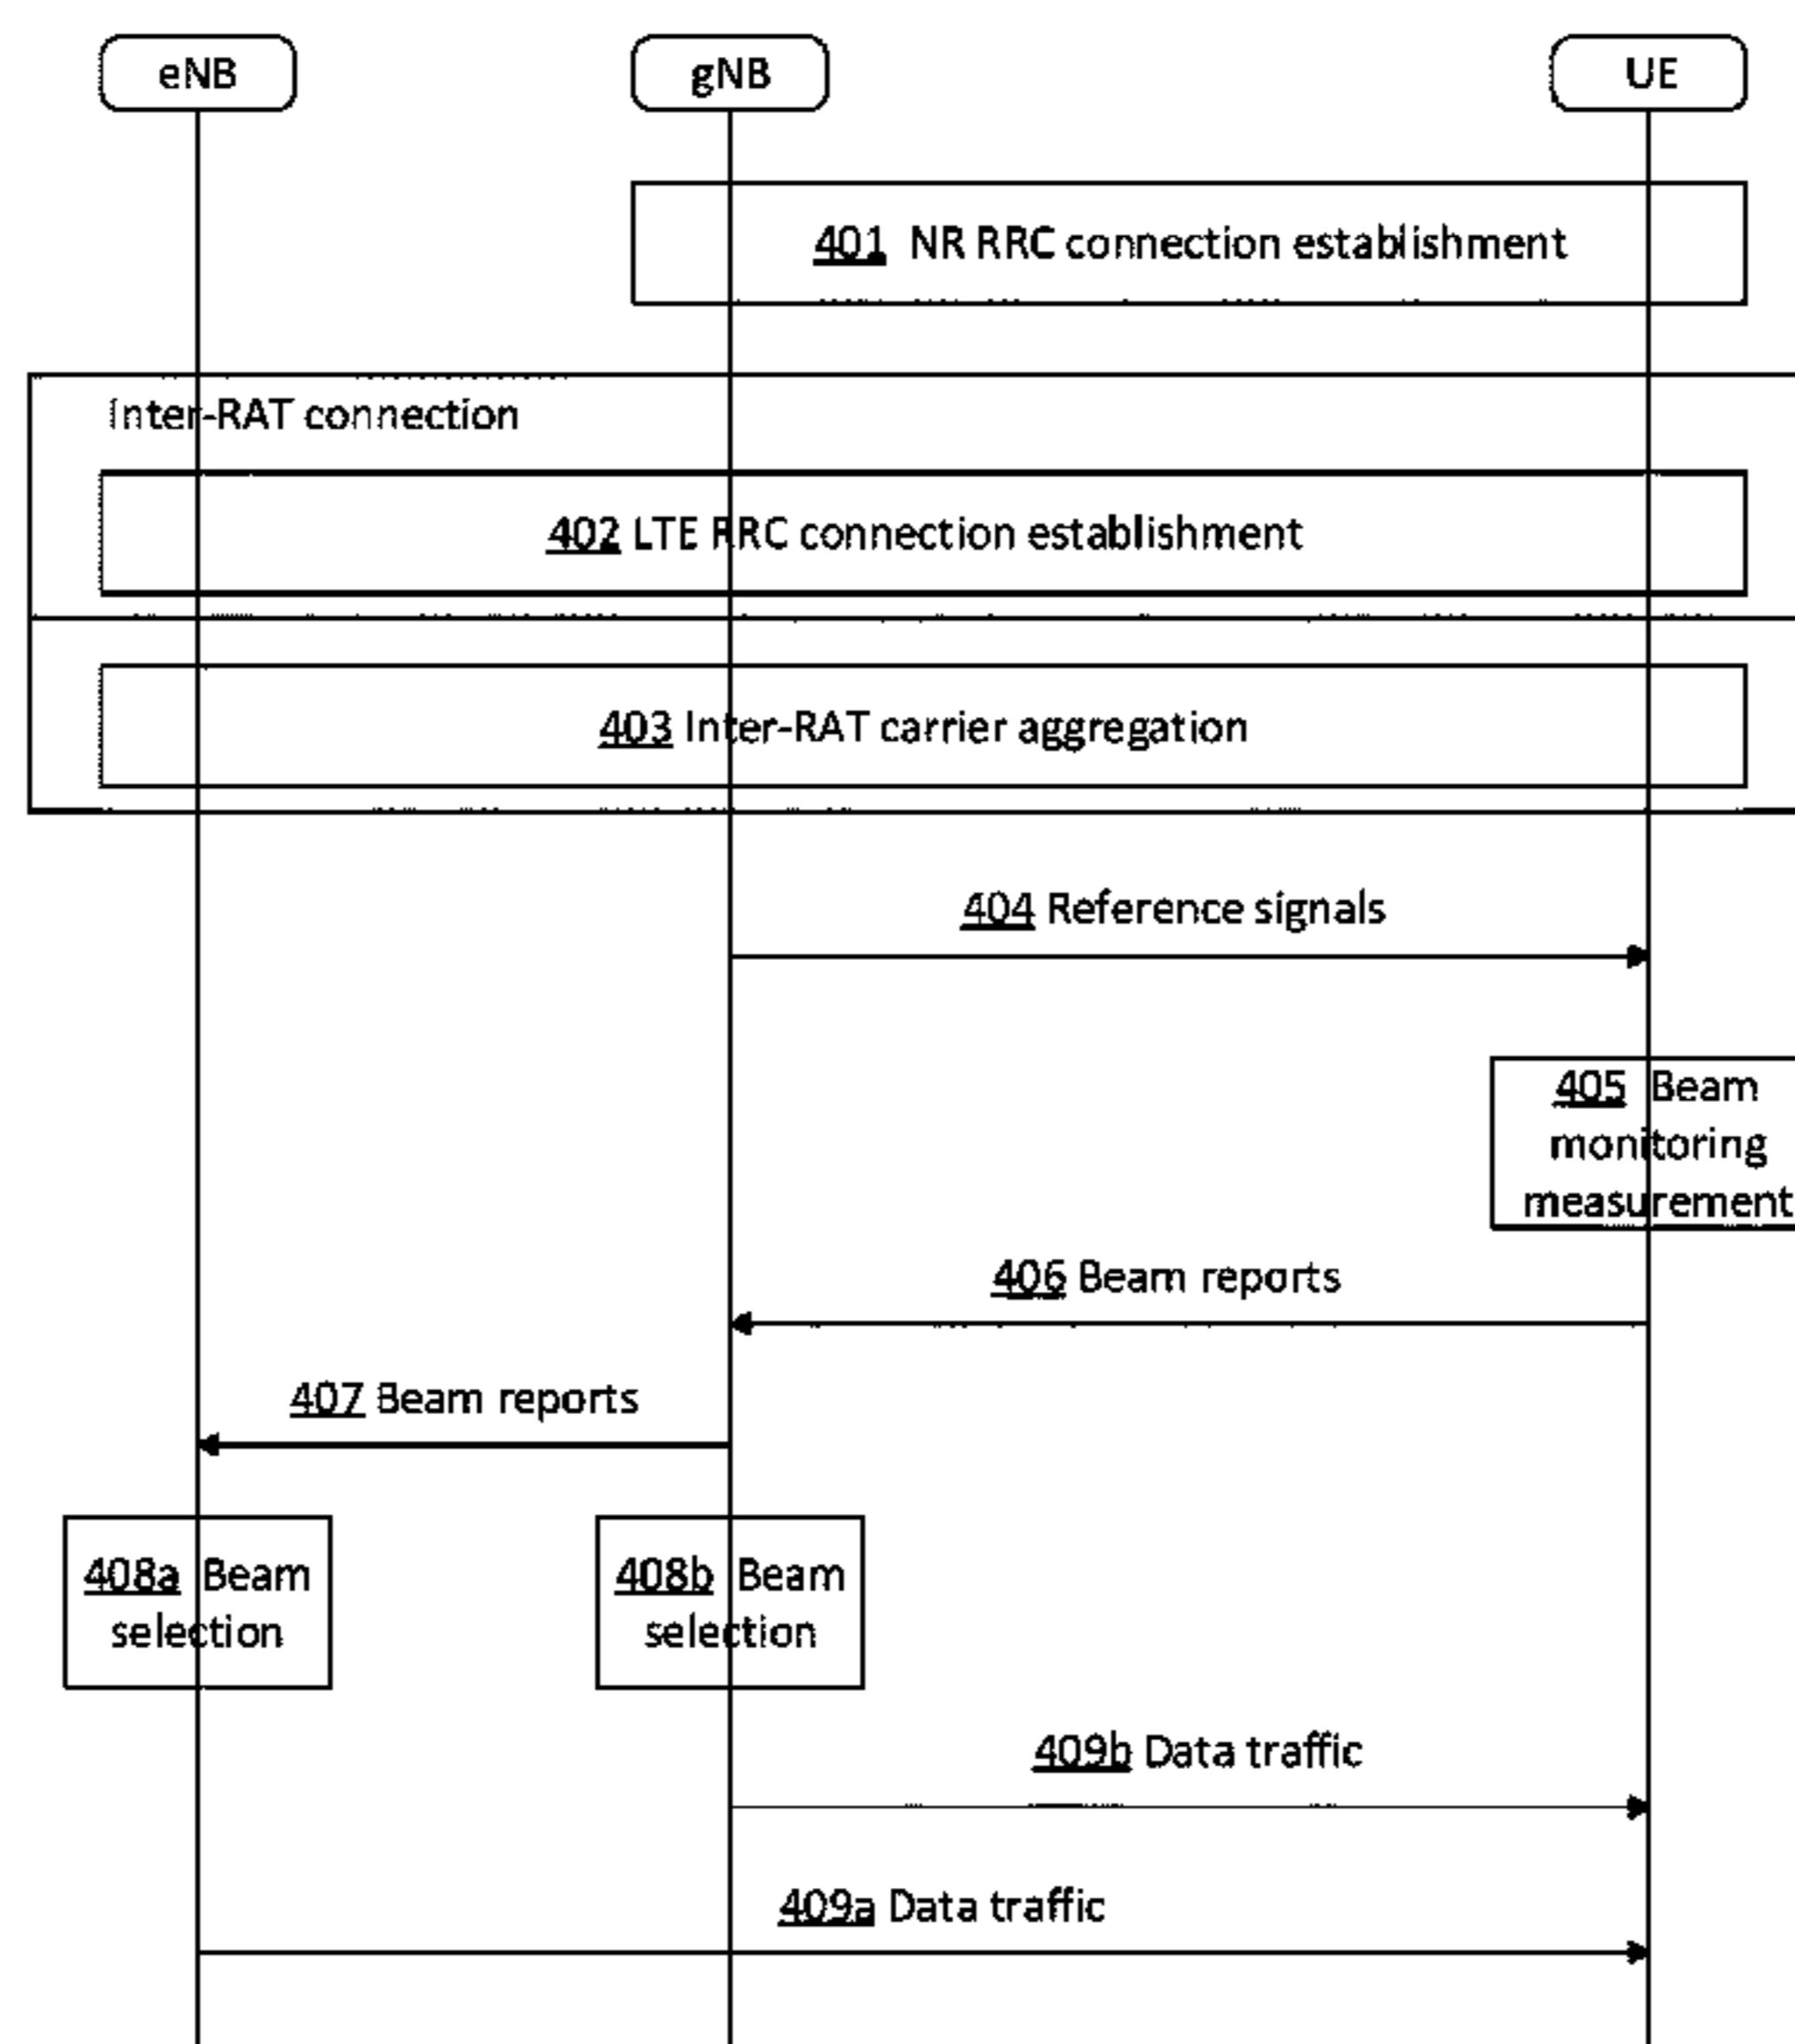 eNB
gNB
UE
401 NR RRC connection establishment
Inter-RAT connection
402 LTE RRC connection establishment
403 Inter-RAT carrier aggregation
404 Reference signals
405 Beam
monitoring
measurement
406 Beam reports
407 Beam reports
408a Beam
selection
408b Beam
selection
409b Data traffic
409a Data traffic